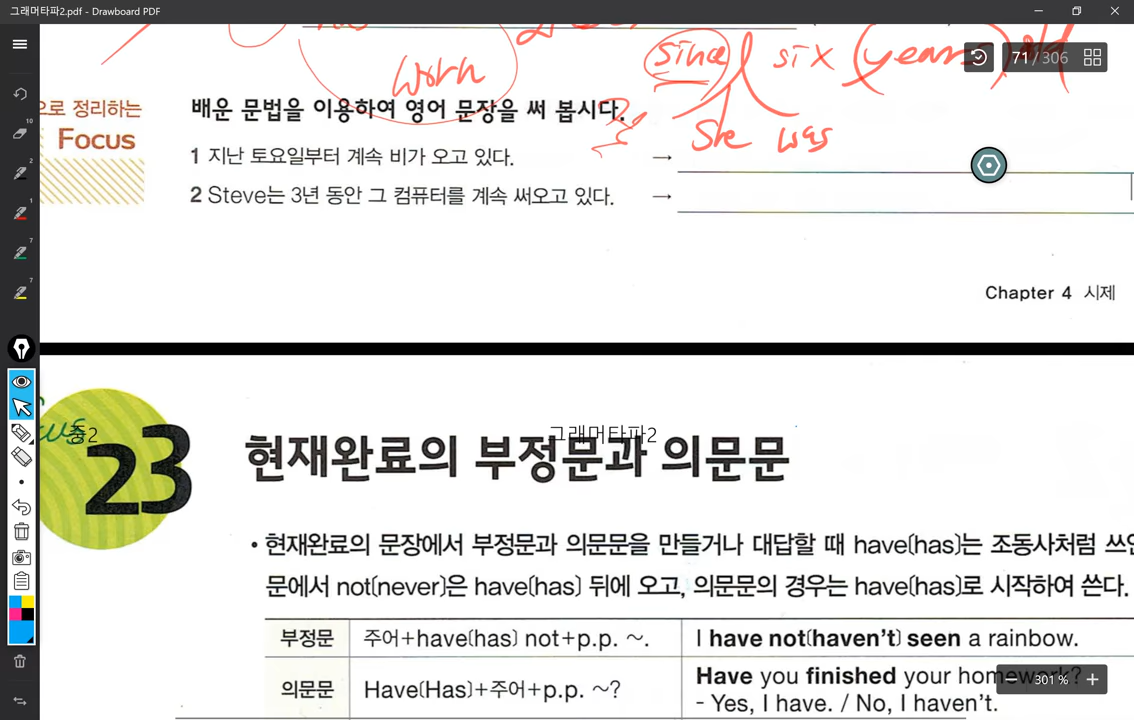 그래머타파2.pdf - Drawboard PDF
since six (years) old
71 / 306
worn
으로 정리하는
Focus
배운 문법을 이용하여 영어 문장을 써 봅시다.
She was
1 지난 토요일부터 계속 비가 오고 있다. →
2 Steve는 3년 동안 그 컴퓨터를 계속 써오고 있다. →
Chapter 4 시제
중2
그래머타파2
23
현재완료의 부정문과 의문문
• 현재완료의 문장에서 부정문과 의문문을 만들거나 대답할 때 have(has)는 조동사처럼 쓰인
문에서 not(never)은 have(has) 뒤에 오고, 의문문의 경우는 have(has)로 시작하여 쓴다.
부정문 주어+have(has) not+p.p. ~. I have not(haven't) seen a rainbow.
의문문 Have(Has)+주어+p.p. ~? Have you finished your homework?
- Yes, I have. / No, I haven't.
301 %